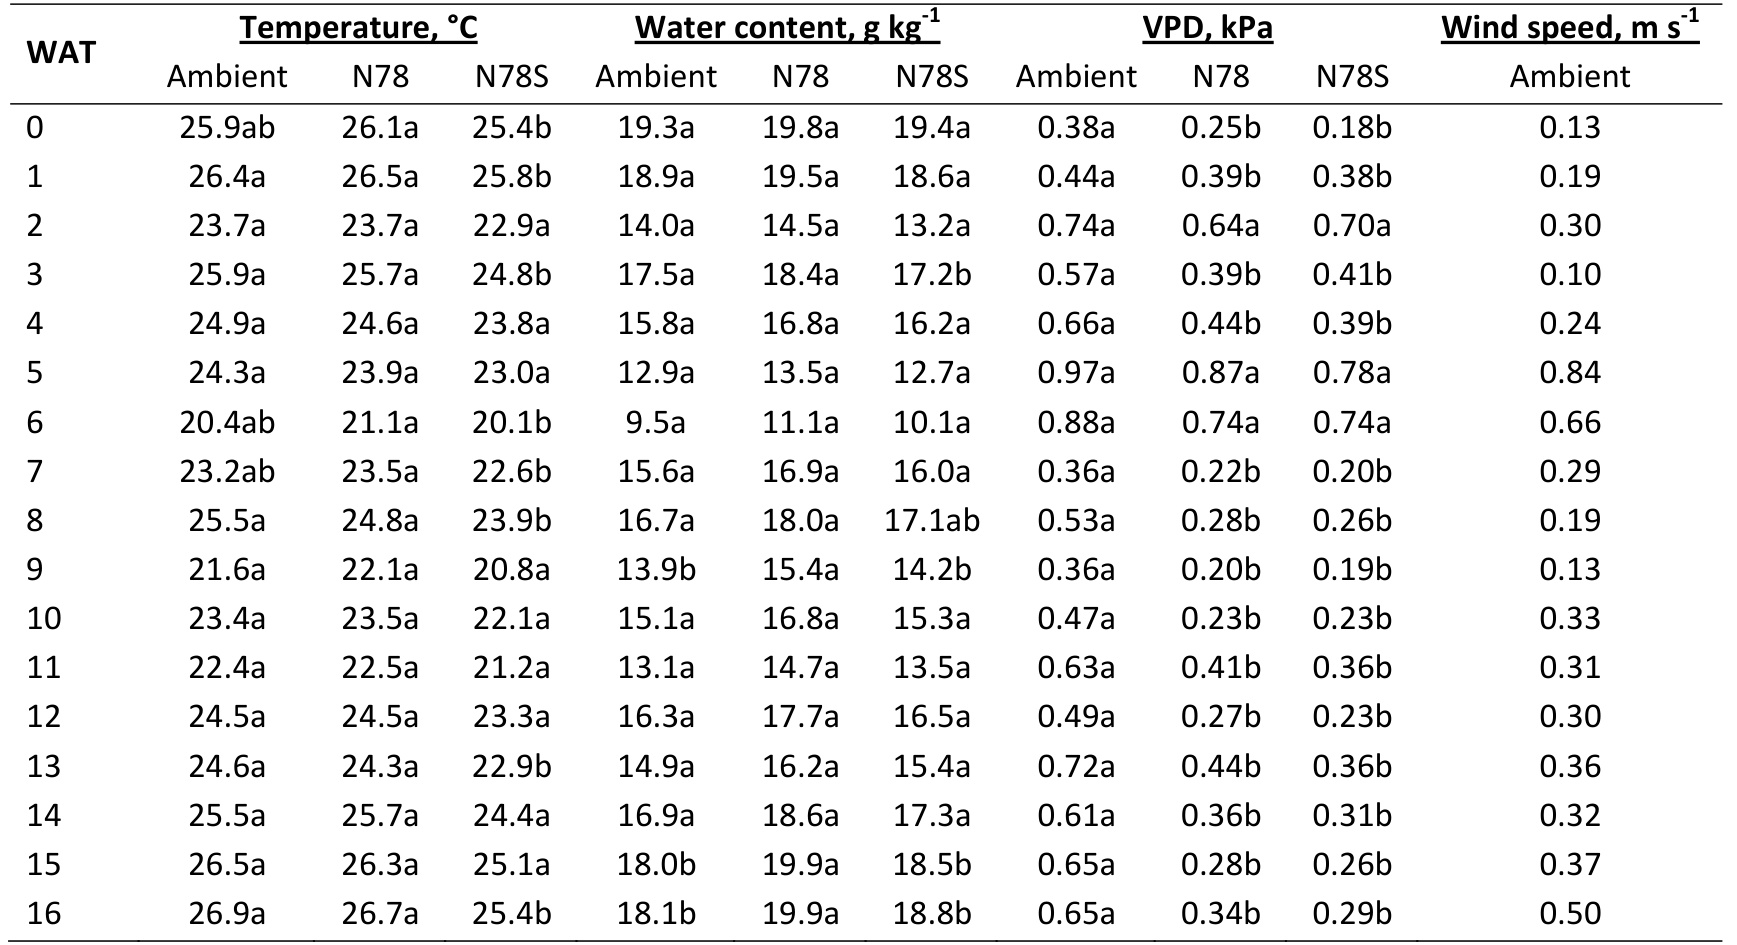 WAT Temperature, °C Water content, g kg⁻¹ VPD, kPa Wind speed, m s⁻¹
Ambient N78 N78S Ambient N78 N78S Ambient N78 N78S Ambient
0 25.9ab 26.1a 25.4b 19.3a 19.8a 19.4a 0.38a 0.25b 0.18b 0.13
1 26.4a 26.5a 25.8b 18.9a 19.5a 18.6a 0.44a 0.39b 0.38b 0.19
2 23.7a 23.7a 22.9a 14.0a 14.5a 13.2a 0.74a 0.64a 0.70a 0.30
3 25.9a 25.7a 24.8b 17.5a 18.4a 17.2b 0.57a 0.39b 0.41b 0.10
4 24.9a 24.6a 23.8a 15.8a 16.8a 16.2a 0.66a 0.44b 0.39b 0.24
5 24.3a 23.9a 23.0a 12.9a 13.5a 12.7a 0.97a 0.87a 0.78a 0.84
6 20.4ab 21.1a 20.1b 9.5a 11.1a 10.1a 0.88a 0.74a 0.74a 0.66
7 23.2ab 23.5a 22.6b 15.6a 16.9a 16.0a 0.36a 0.22b 0.20b 0.29
8 25.5a 24.8a 23.9b 16.7a 18.0a 17.1ab 0.53a 0.28b 0.26b 0.19
9 21.6a 22.1a 20.8a 13.9b 15.4a 14.2b 0.36a 0.20b 0.19b 0.13
10 23.4a 23.5a 22.1a 15.1a 16.8a 15.3a 0.47a 0.23b 0.23b 0.33
11 22.4a 22.5a 21.2a 13.1a 14.7a 13.5a 0.63a 0.41b 0.36b 0.31
12 24.5a 24.5a 23.3a 16.3a 17.7a 16.5a 0.49a 0.27b 0.23b 0.30
13 24.6a 24.3a 22.9b 14.9a 16.2a 15.4a 0.72a 0.44b 0.36b 0.36
14 25.5a 25.7a 24.4a 16.9a 18.6a 17.3a 0.61a 0.36b 0.31b 0.32
15 26.5a 26.3a 25.1a 18.0b 19.9a 18.5b 0.65a 0.28b 0.26b 0.37
16 26.9a 26.7a 25.4b 18.1b 19.9a 18.8b 0.65a 0.34b 0.29b 0.50